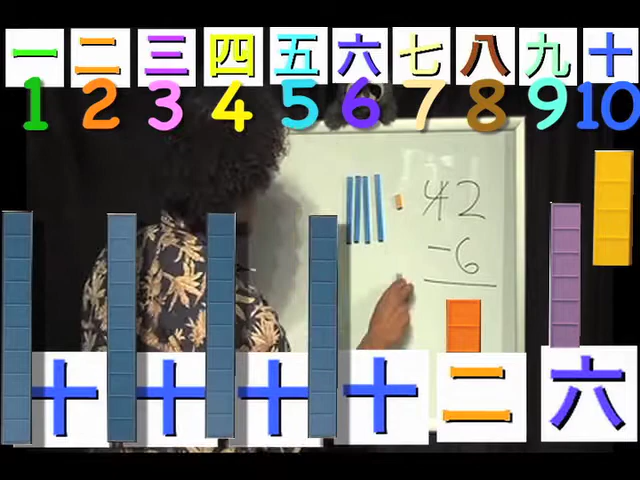 一 二 三 四 五 六 七 八 九 十
1 2 3 4 5 6 7 8 9 10
42
-6
十 十 十 十 二 六